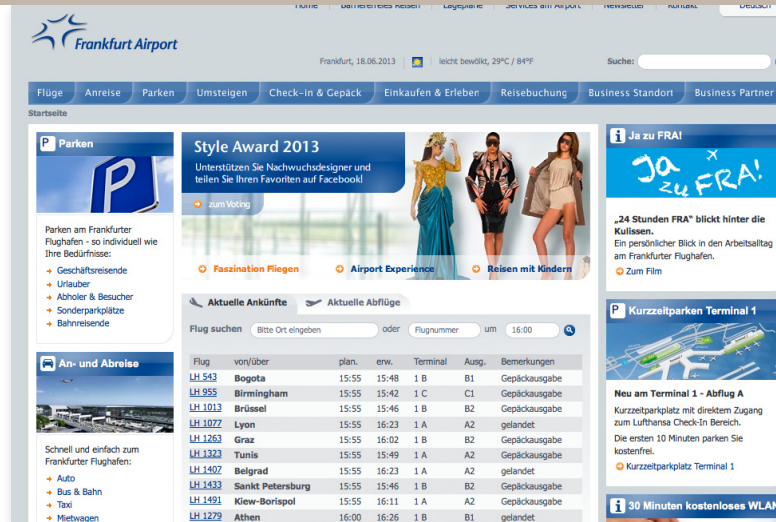 Home Barrierefreies Reisen Lagepläne Services am Airport Newsletter Kontakt Deutsch
Frankfurt Airport
Frankfurt, 18.06.2013 leicht bewölkt, 29°C / 84°F Suche:
Flüge Anreise Parken Umsteigen Check-in & Gepäck Einkaufen & Erleben Reisebuchung Business Standort Business Partner
Startseite
P Parken
P
Parken am Frankfurter
Flughafen - so individuell wie
Ihre Bedürfnisse:
Geschäftsreisende
Urlauber
Abholer & Besucher
Sonderparkplätze
Bahnreisende
An- und Abreise
Schnell und einfach zum
Frankfurter Flughafen:
Auto
Bus & Bahn
Taxi
Mietwagen
Style Award 2013
Unterstützen Sie Nachwuchsdesigner und
teilen Sie Ihren Favoriten auf Facebook!
zum Voting
Faszination Fliegen Airport Experience Reisen mit Kindern
Aktuelle Ankünfte Aktuelle Abflüge
Flug suchen Bitte Ort eingeben oder Flugnummer um 16:00
Flug von/über plan. erw. Terminal Ausg. Bemerkungen
LH 543 Bogota 15:55 15:48 1 B B1 Gepäckausgabe
LH 955 Birmingham 15:55 15:42 1 C C1 Gepäckausgabe
LH 1013 Brüssel 15:55 15:46 1 B B2 Gepäckausgabe
LH 1077 Lyon 15:55 16:23 1 A A2 gelandet
LH 1263 Graz 15:55 16:02 1 B B2 Gepäckausgabe
LH 1323 Tunis 15:55 15:49 1 A A2 Gepäckausgabe
LH 1407 Belgrad 15:55 16:23 1 A A2 gelandet
LH 1433 Sankt Petersburg 15:55 15:46 1 B B2 Gepäckausgabe
LH 1491 Kiew-Borispol 15:55 16:11 1 A A2 Gepäckausgabe
LH 1279 Athen 16:00 16:26 1 B B1 gelandet
i Ja zu FRA!
Ja
zu FRA!
„24 Stunden FRA" blickt hinter die
Kulissen.
Ein persönlicher Blick in den Arbeitsalltag
am Frankfurter Flughafen.
Zum Film
P Kurzzeitparken Terminal 1
Neu am Terminal 1 - Abflug A
Kurzzeitparkplatz mit direktem Zugang
zum Lufthansa Check-In Bereich.
Die ersten 10 Minuten parken Sie
kostenfrei.
Kurzzeitparkplatz Terminal 1
i 30 Minuten kostenloses WLAN